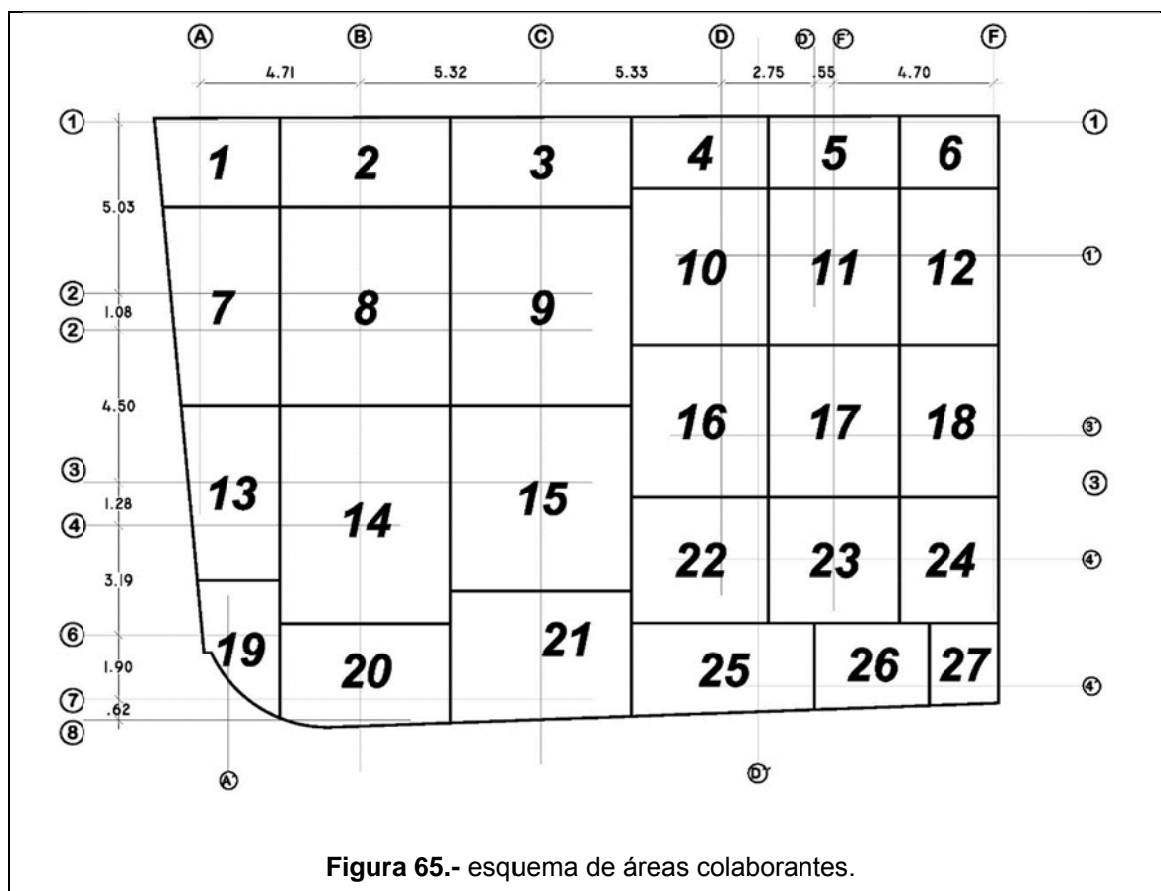 A B C D D' F' F
4.71 5.32 5.33 2.75 .55 4.70
1 1
1 2 3 4 5 6
5.03
10 11 12 1'
2 7 8 9
1.08
2
4.50
16 17 18 3'
3 13 14 15 3
1.28
4
22 23 24 4'
3.19
6 19 20 21 25 26 27
1.90
7 4'
.62
8
A' D'
Figura 65.- esquema de áreas colaborantes.